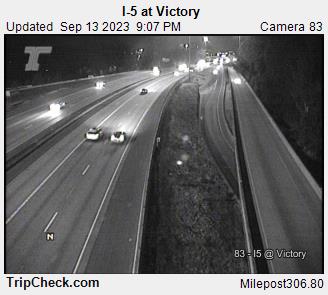 I-5 at Victory
Updated Sep 13 2023 9:07 PM
Camera 83
T
N
83 - I5 @ Victory
TripCheck.com
Milepost306.80